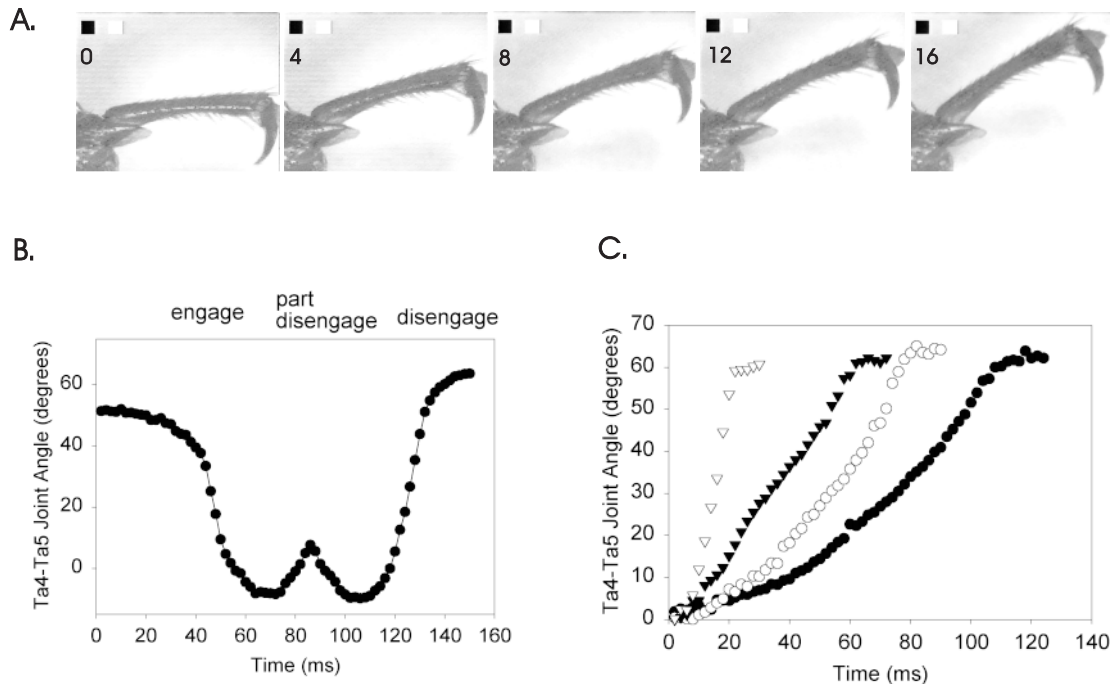 A.
0 4 8 12 16
B.
engage part disengage disengage
Ta4-Ta5 Joint Angle (degrees)
60
40
20
0
0 20 40 60 80 100 120 140 160
Time (ms)
C.
Ta4-Ta5 Joint Angle (degrees)
70
60
50
40
30
20
10
0
0 20 40 60 80 100 120 140
Time (ms)